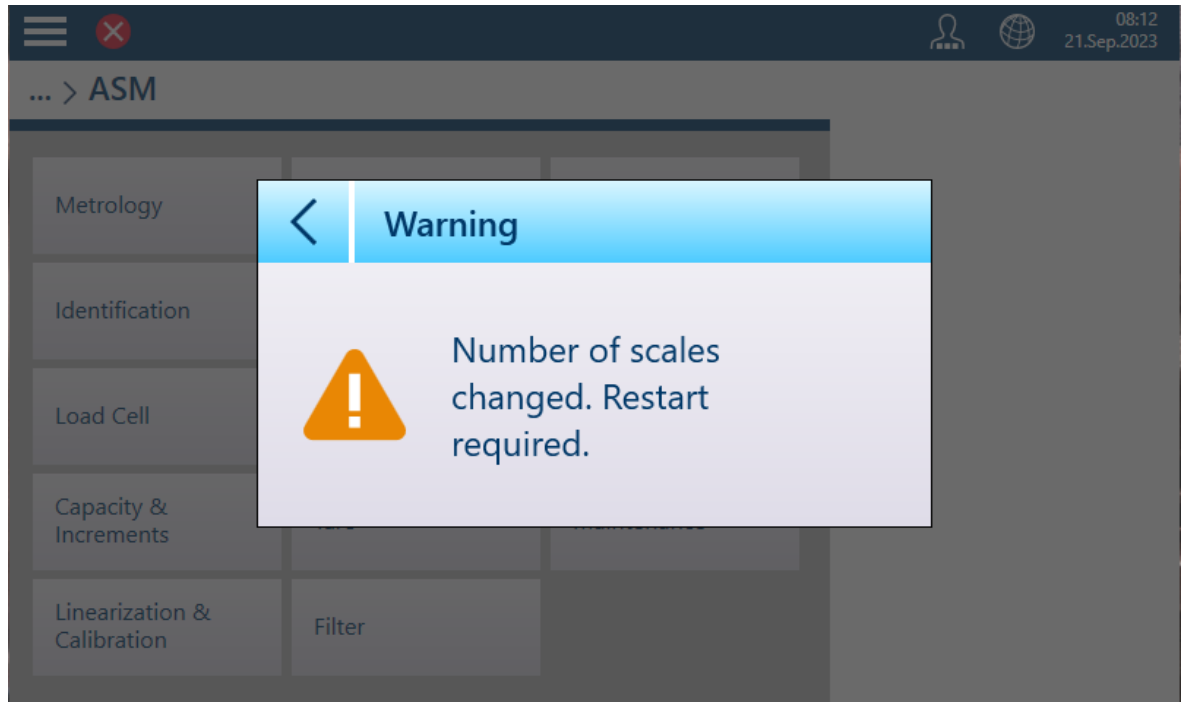 08:12
21.Sep.2023
... > ASM
Metrology
Warning
Identification
Number of scales
changed. Restart
required.
Load Cell
Capacity &
Increments
Linearization &
Calibration
Filter